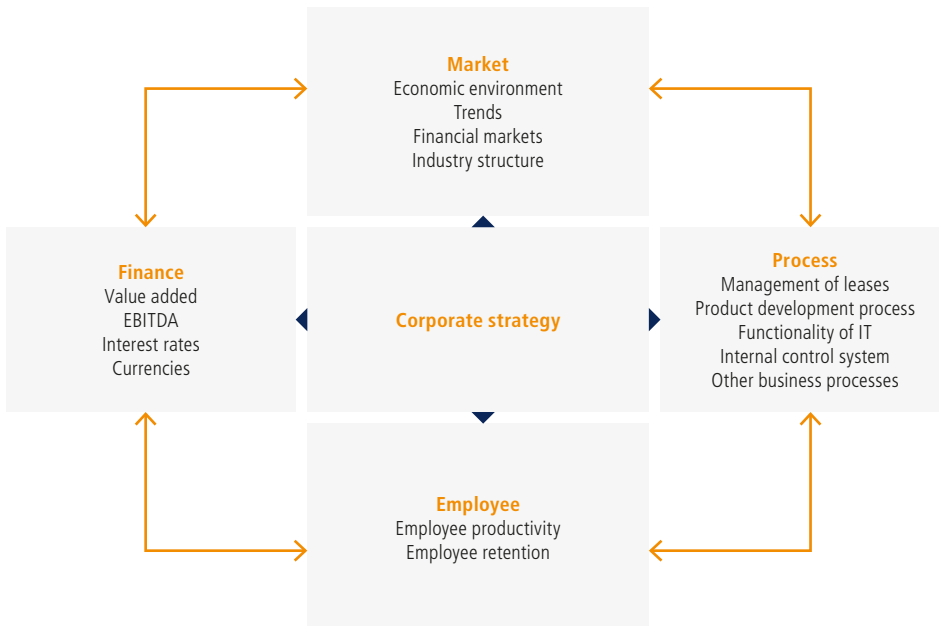 Market
Economic environment
Trends
Financial markets
Industry structure
Finance
Value added
EBITDA
Interest rates
Currencies
Corporate strategy
Process
Management of leases
Product development process
Functionality of IT
Internal control system
Other business processes
Employee
Employee productivity
Employee retention